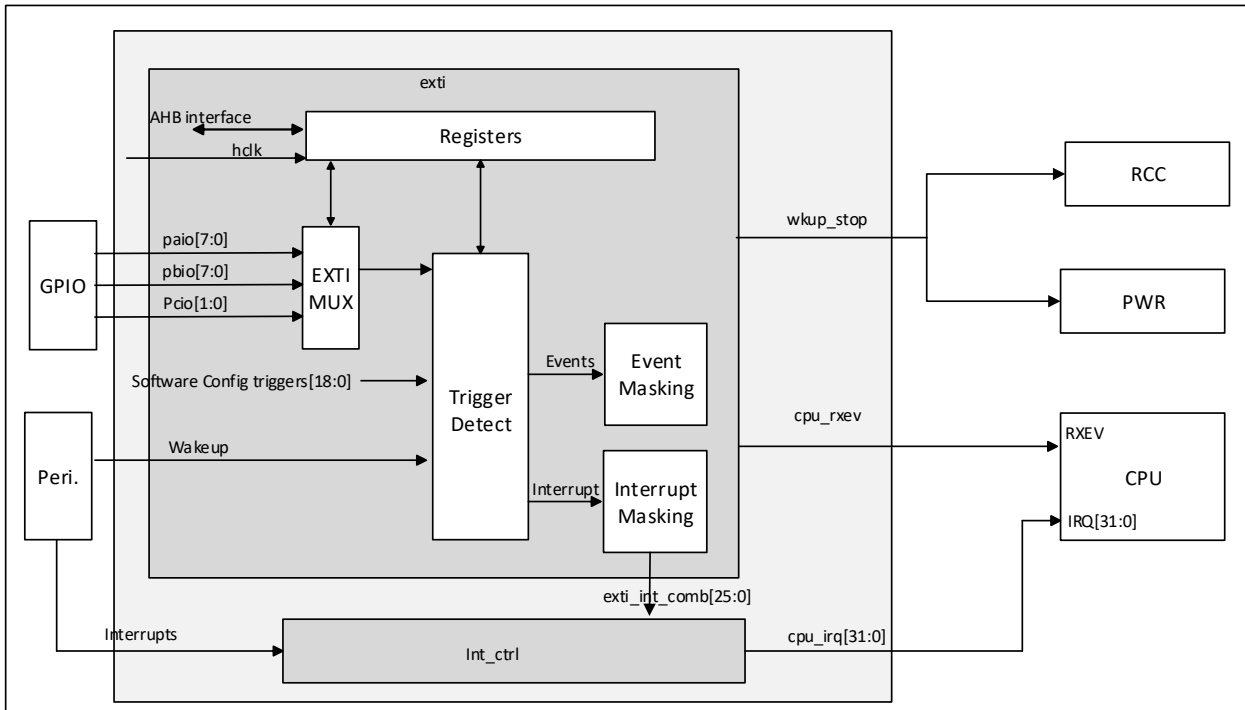 exti
AHB interface
Registers
hclk
RCC
wkup_stop
paio[7:0]
pbio[7:0]
Pcio[1:0]
GPIO
EXTI
MUX
PWR
Events
Event
Masking
Software Config triggers[18:0]
Trigger
Detect
cpu_rxev
RXEV
Wakeup
Peri.
CPU
Interrupt
Interrupt
Masking
IRQ[31:0]
exti_int_comb[25:0]
Interrupts
Int_ctrl
cpu_irq[31:0]